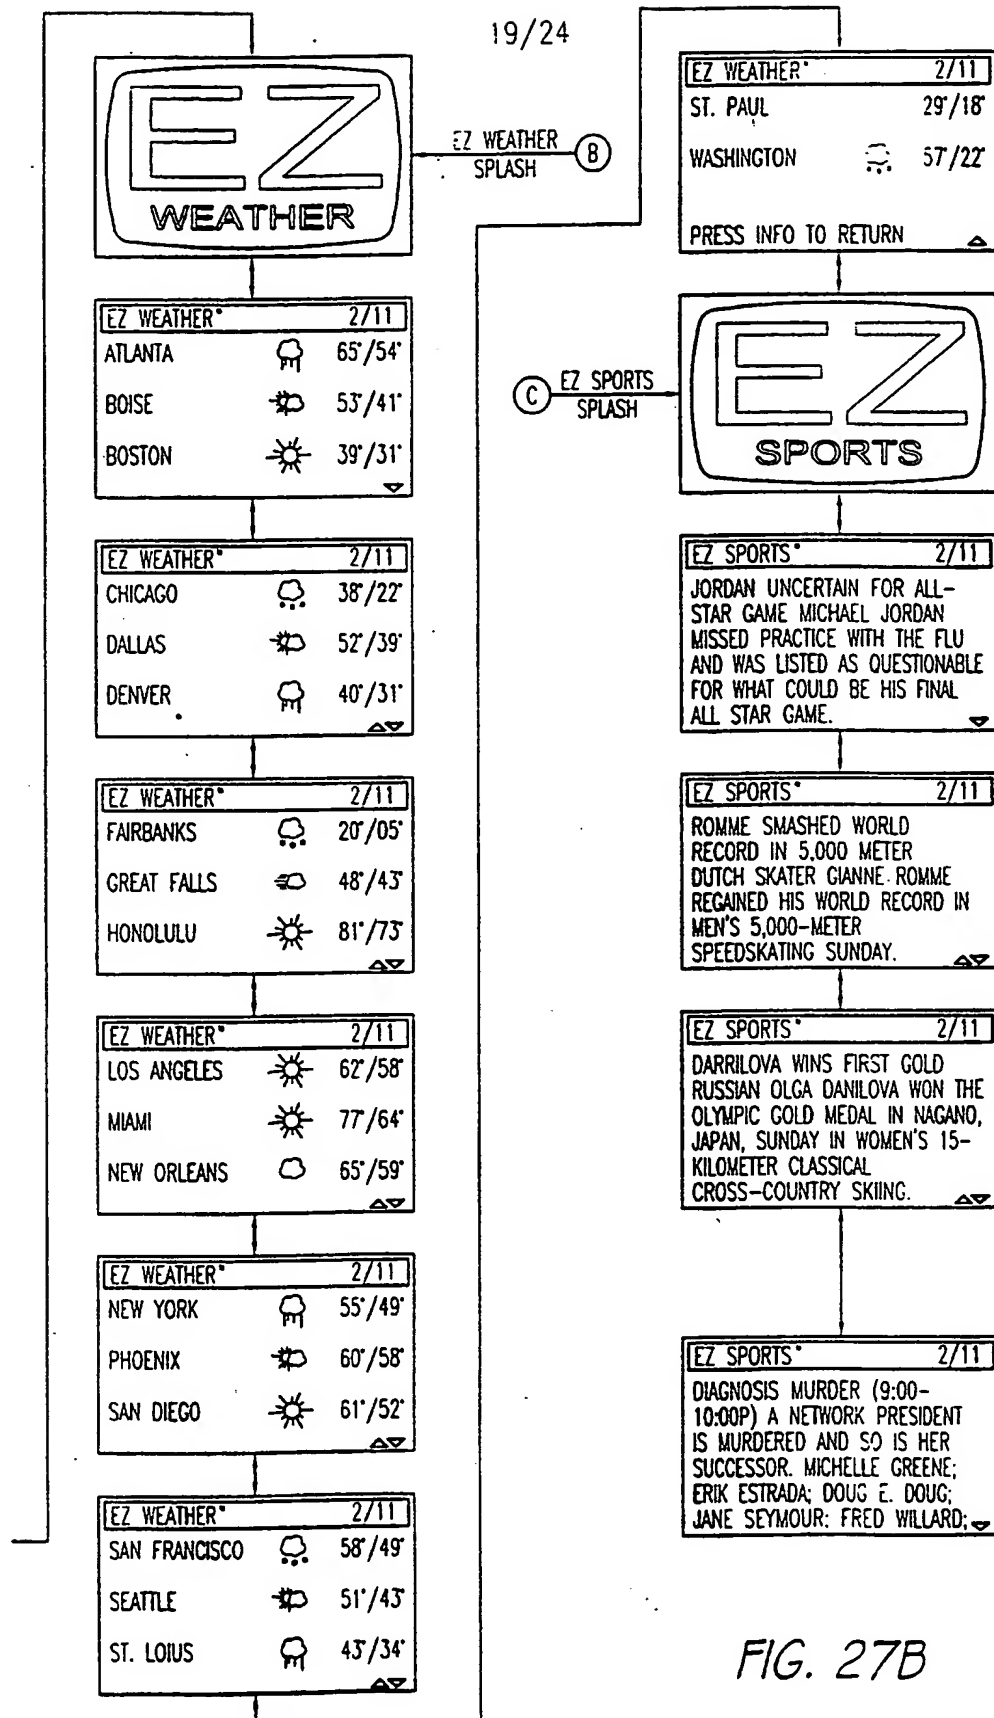 19/24
EZ
WEATHER
EZ WEATHER
SPLASH
B
EZ WEATHER° 2/11
ATLANTA 65°/54°
BOISE 53°/41°
BOSTON 39°/31°
EZ WEATHER° 2/11
CHICAGO 38°/22°
DALLAS 52°/39°
DENVER 40°/31°
EZ WEATHER° 2/11
FAIRBANKS 20°/05°
GREAT FALLS 48°/43°
HONOLULU 81°/73°
EZ WEATHER° 2/11
LOS ANGELES 62°/58°
MIAMI 77°/64°
NEW ORLEANS 65°/59°
EZ WEATHER° 2/11
NEW YORK 55°/49°
PHOENIX 60°/58°
SAN DIEGO 61°/52°
EZ WEATHER° 2/11
SAN FRANCISCO 58°/49°
SEATTLE 51°/43°
ST. LOIUS 43°/34°
EZ WEATHER° 2/11
ST. PAUL 29°/18°
WASHINGTON 57°/22°
PRESS INFO TO RETURN
C
EZ SPORTS
SPLASH
EZ
SPORTS
EZ SPORTS° 2/11
JORDAN UNCERTAIN FOR ALL-
STAR GAME MICHAEL JORDAN
MISSED PRACTICE WITH THE FLU
AND WAS LISTED AS QUESTIONABLE
FOR WHAT COULD BE HIS FINAL
ALL STAR GAME.
EZ SPORTS° 2/11
ROMME SMASHED WORLD
RECORD IN 5,000 METER
DUTCH SKATER GIANNE ROMME
REGAINED HIS WORLD RECORD IN
MEN'S 5,000-METER
SPEEDSKATING SUNDAY.
EZ SPORTS° 2/11
DARRILOVA WINS FIRST GOLD
RUSSIAN OLGA DANILOVA WON THE
OLYMPIC GOLD MEDAL IN NAGANO,
JAPAN, SUNDAY IN WOMEN'S 15-
KILOMETER CLASSICAL
CROSS-COUNTRY SKIING.
EZ SPORTS° 2/11
DIAGNOSIS MURDER (9:00-
10:00P) A NETWORK PRESIDENT
IS MURDERED AND SO IS HER
SUCCESSOR. MICHELLE GREENE;
ERIK ESTRADA; DOUG E. DOUG;
JANE SEYMOUR; FRED WILLARD;
FIG. 27B